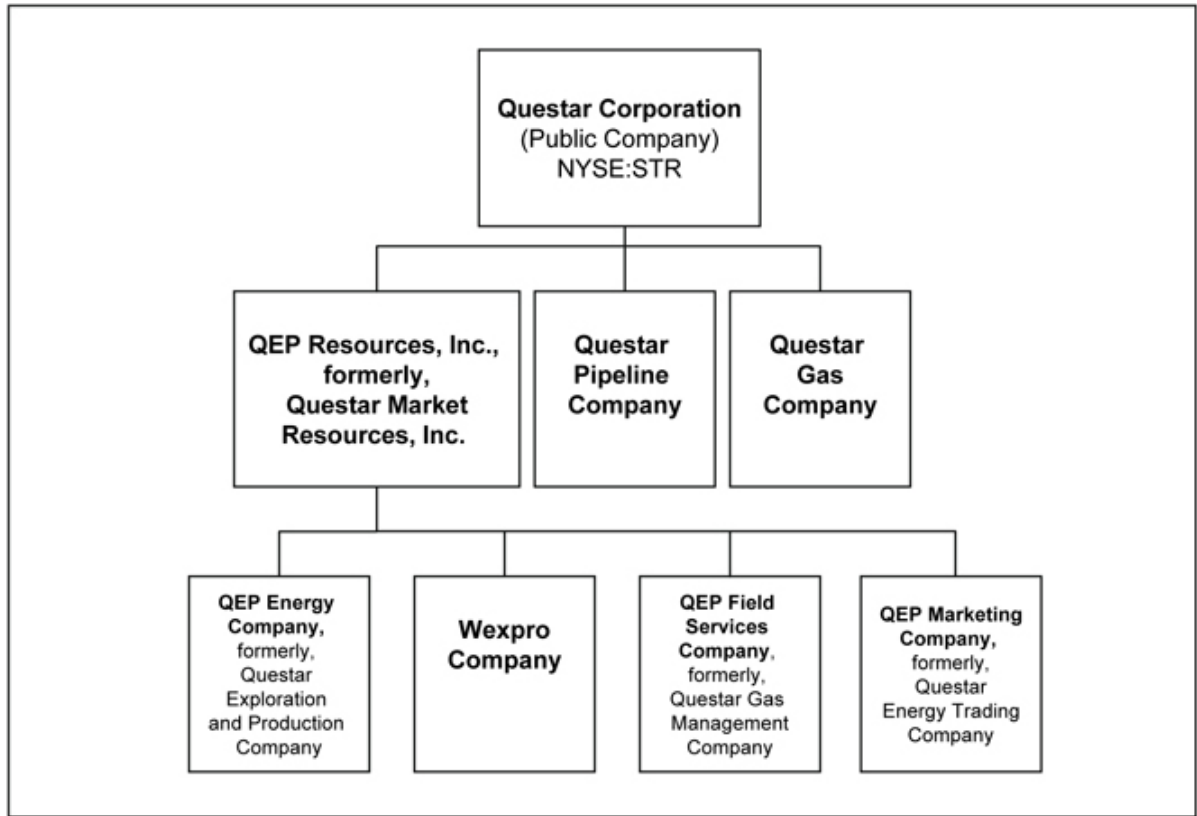 Questar Corporation
(Public Company)
NYSE:STR
QEP Resources, Inc.,
formerly,
Questar Market
Resources, Inc.
Questar
Pipeline
Company
Questar
Gas
Company
QEP Energy
Company,
formerly,
Questar
Exploration
and Production
Company
Wexpro
Company
QEP Field
Services
Company,
formerly,
Questar Gas
Management
Company
QEP Marketing
Company,
formerly,
Questar
Energy Trading
Company